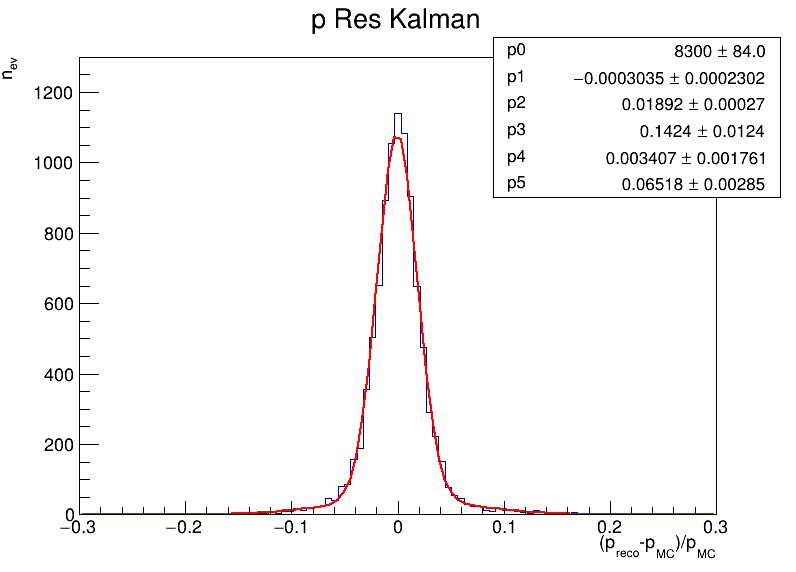 p Res Kalman
p0 8300 ± 84.0
p1 −0.0003035 ± 0.0002302
p2 0.01892 ± 0.00027
p3 0.1424 ± 0.0124
p4 0.003407 ± 0.001761
p5 0.06518 ± 0.00285
n_ev
1200
1000
800
600
400
200
0
−0.3 −0.2 −0.1 0 0.1 0.2 0.3
(p_reco-p_MC)/p_MC